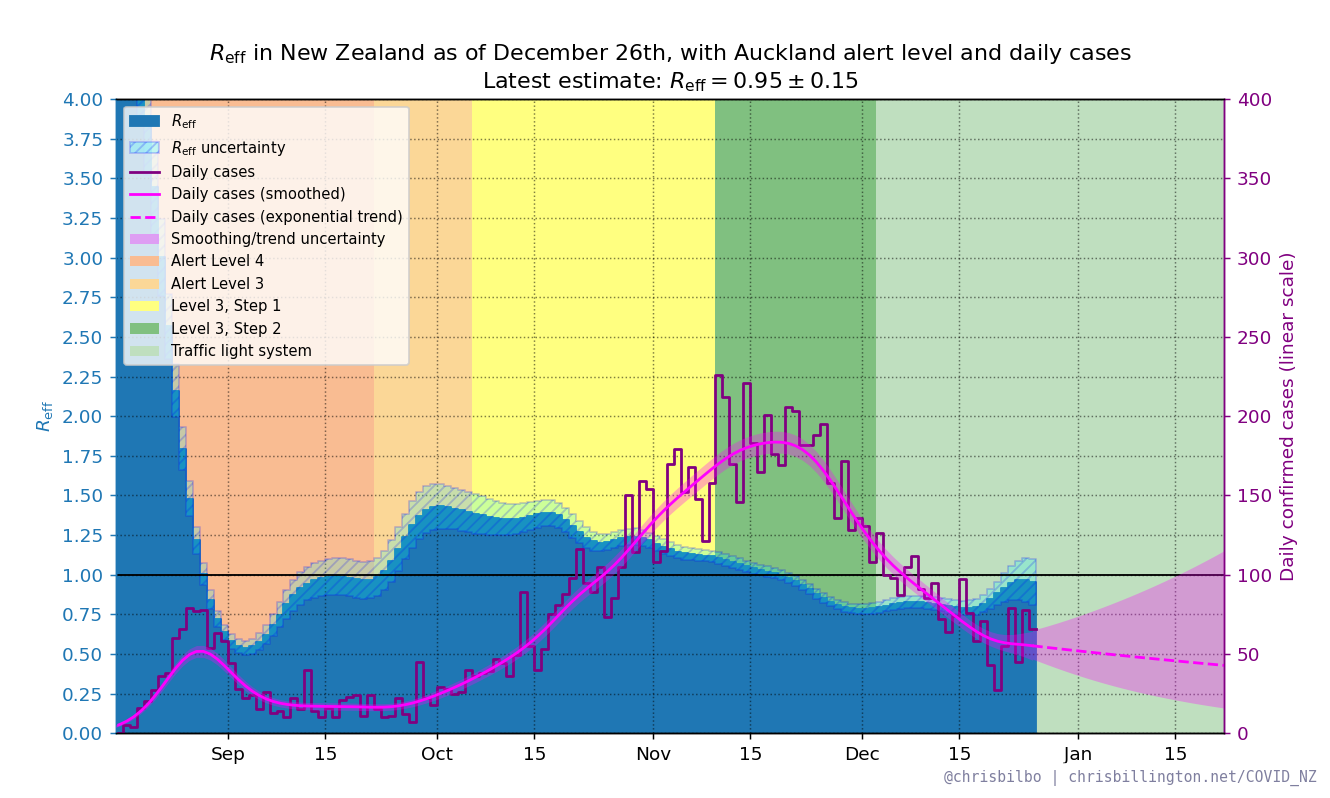 R_eff in New Zealand as of December 26th, with Auckland alert level and daily cases
Latest estimate: R_eff = 0.95 ± 0.15
4.00
3.75
3.50
3.25
3.00
2.75
2.50
2.25
2.00
1.75
1.50
1.25
1.00
0.75
0.50
0.25
0.00
R_eff
R_eff
R_eff uncertainty
Daily cases
Daily cases (smoothed)
Daily cases (exponential trend)
Smoothing/trend uncertainty
Alert Level 4
Alert Level 3
Level 3, Step 1
Level 3, Step 2
Traffic light system
400
350
300
250
200
150
100
50
0
Daily confirmed cases (linear scale)
Sep 15 Oct 15 Nov 15 Dec 15 Jan 15
@chrisbilbo | chrisbillington.net/COVID_NZ